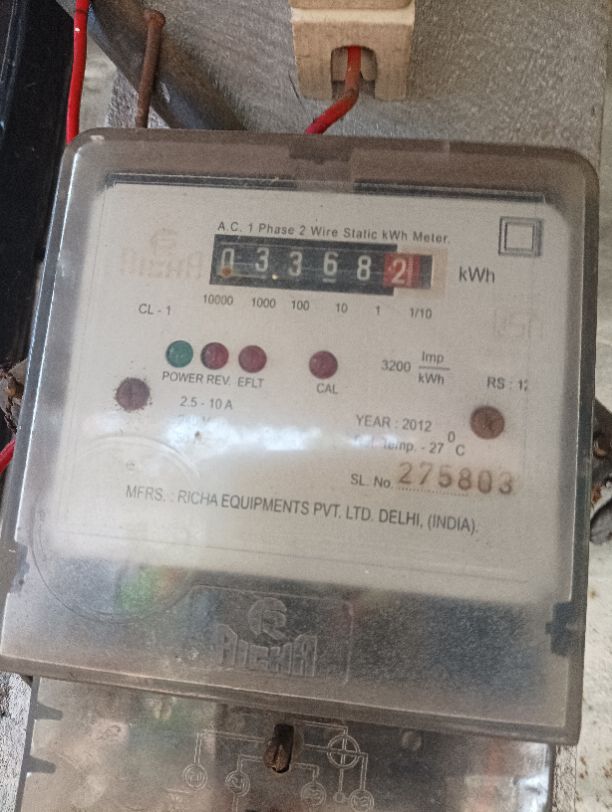 A.C. 1 Phase 2 Wire Static kWh Meter.
0 3 3 6 8 2 kWh
10000 1000 100 10 1 1/10
CL - 1
3200 Imp/kWh
POWER REV. EFLT CAL
RS : 12
2.5 - 10 A
YEAR : 2012
Temp. - 27 °C
SL. No. 275803
MFRS. : RICHA EQUIPMENTS PVT. LTD. DELHI, (INDIA).
RICHA